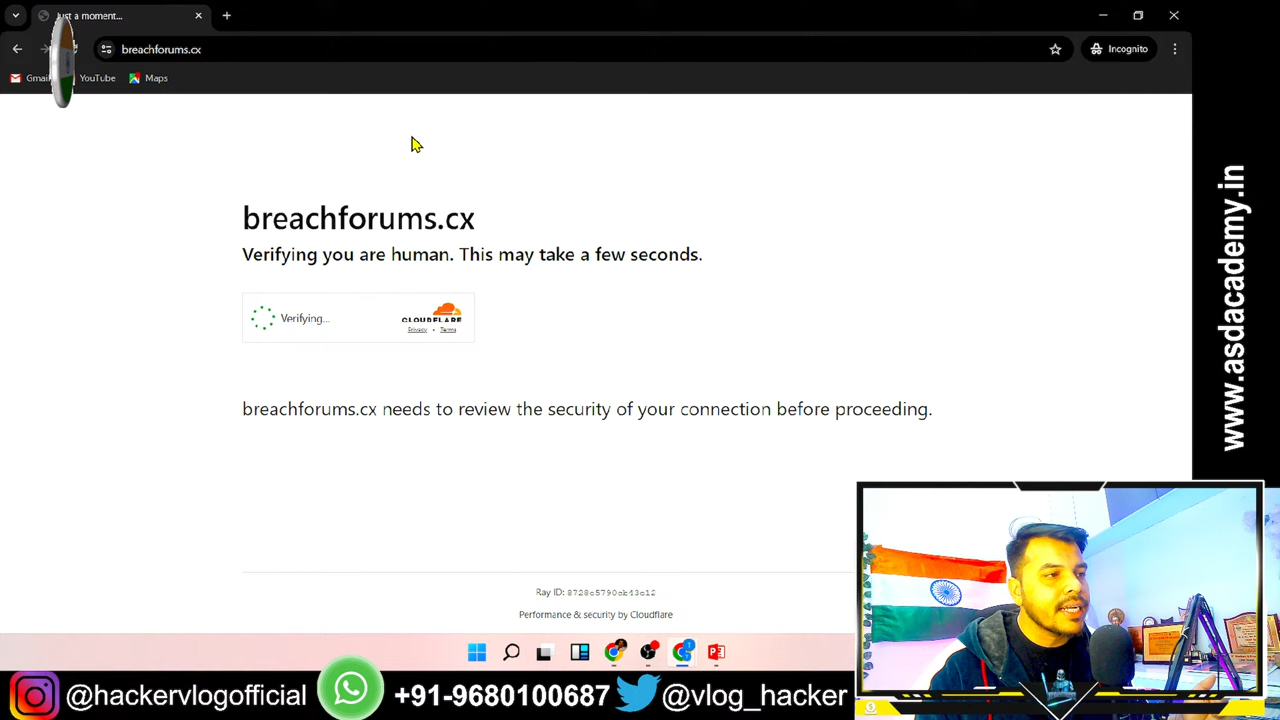 Just a moment...
breachforums.cx
Incognito
Gmail
YouTube
Maps
breachforums.cx
Verifying you are human. This may take a few seconds.
Verifying...
CLOUDFLARE
Privacy • Terms
breachforums.cx needs to review the security of your connection before proceeding.
Ray ID:
Performance & security by Cloudflare
www.asdacademy.in
@hackervlogofficial
+91-9680100687
@vlog_hacker